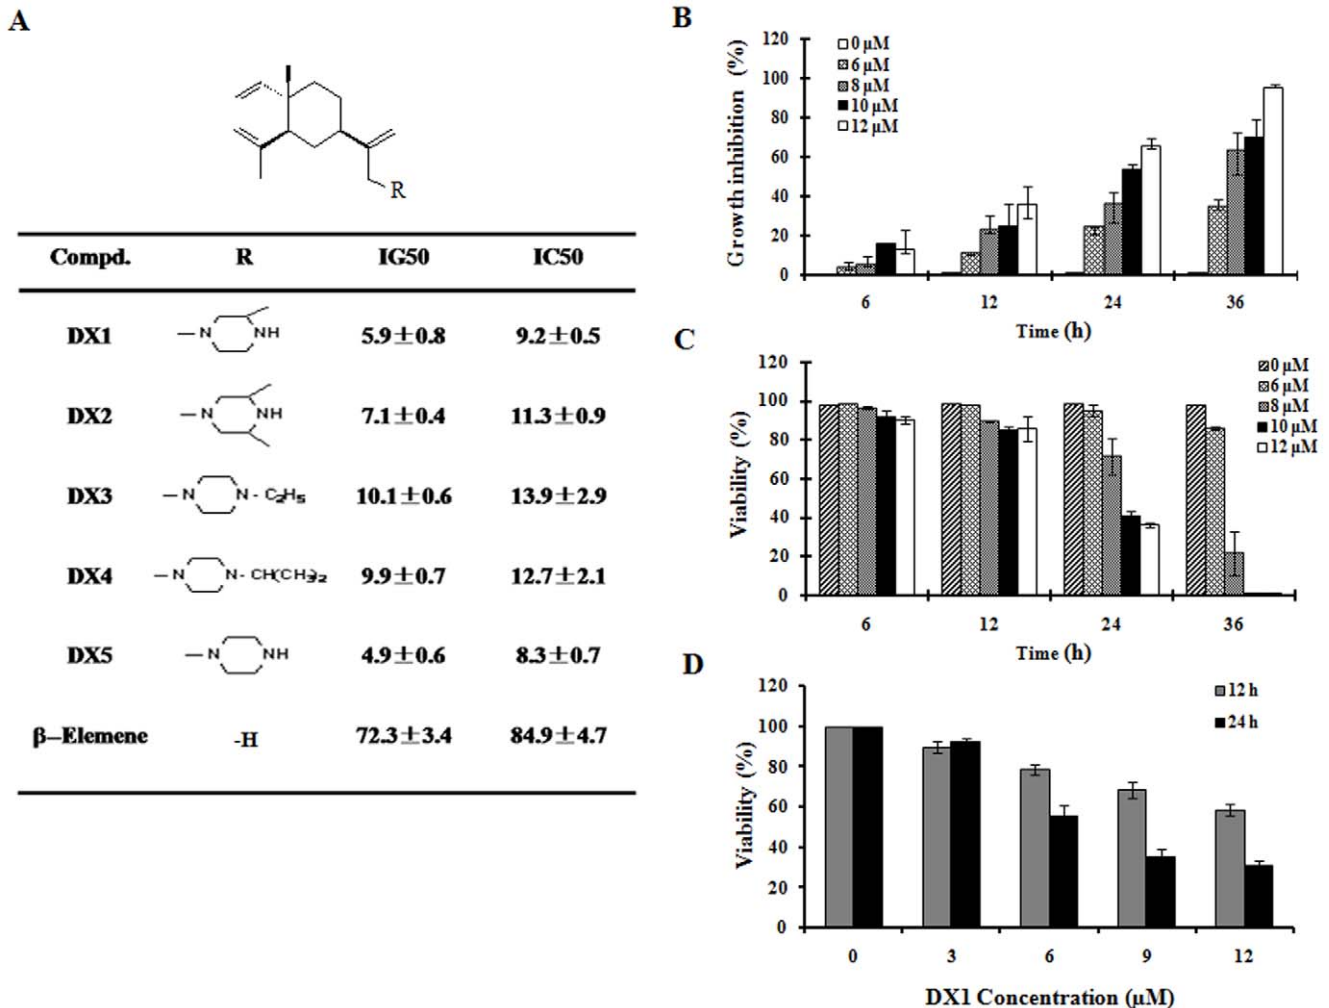 A
R
Compd. R IG50 IC50
DX1 –N NH 5.9±0.8 9.2±0.5
DX2 –N NH 7.1±0.4 11.3±0.9
DX3 –N N- C₂H₅ 10.1±0.6 13.9±2.9
DX4 –N N- CH(CH₃)₂ 9.9±0.7 12.7±2.1
DX5 –N NH 4.9±0.6 8.3±0.7
β–Elemene -H 72.3±3.4 84.9±4.7
B
Growth inhibition (%)
120
100
80
60
40
20
0
0 µM
6 µM
8 µM
10 µM
12 µM
6 12 24 36
Time (h)
C
Viability (%)
120
100
80
60
40
20
0
0 µM
6 µM
8 µM
10 µM
12 µM
6 12 24 36
Time (h)
D
Viability (%)
120
100
80
60
40
20
0
12 h
24 h
0 3 6 9 12
DX1 Concentration (µM)